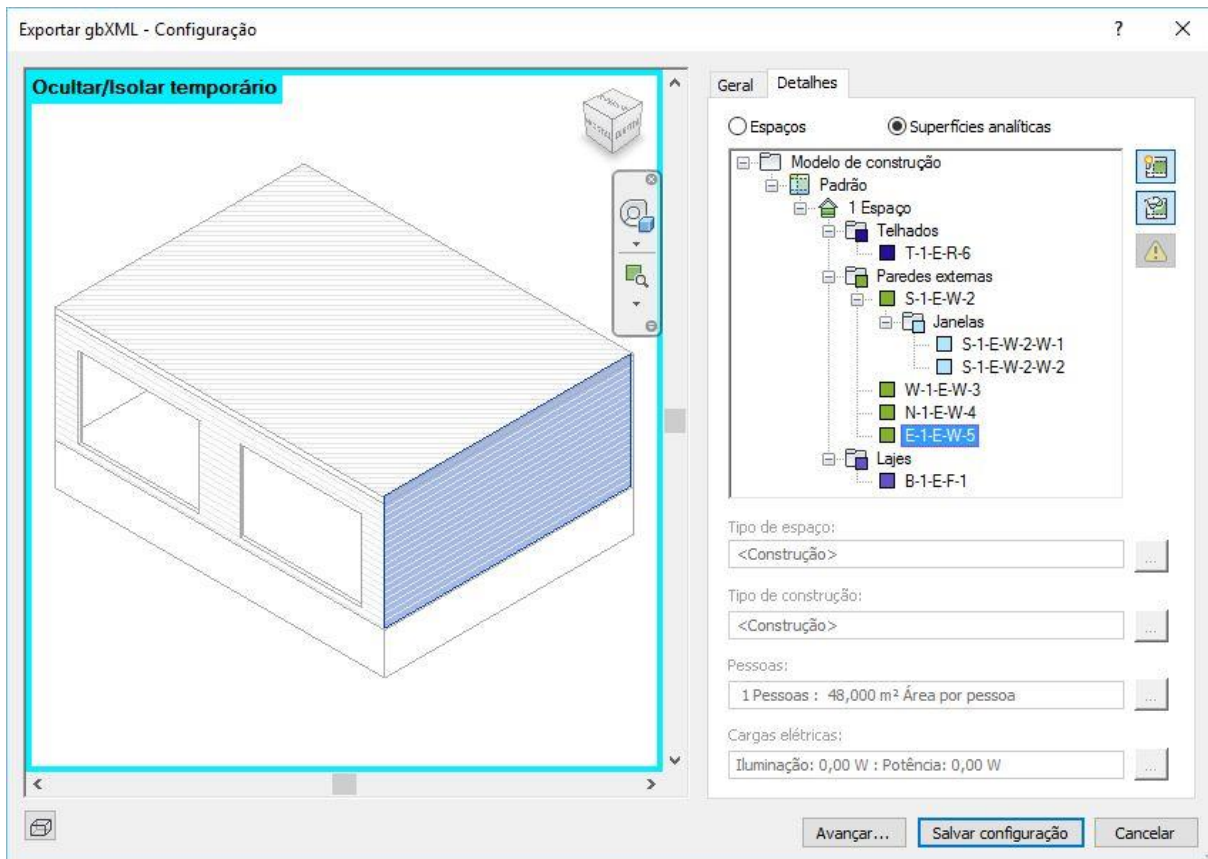 Exportar gbXML - Configuração
?
Ocultar/Isolar temporário
Geral
Detalhes
Espaços
Superfícies analíticas
Modelo de construção
Padrão
1 Espaço
Telhados
T-1-E-R-6
Paredes externas
S-1-E-W-2
Janelas
S-1-E-W-2-W-1
S-1-E-W-2-W-2
W-1-E-W-3
N-1-E-W-4
E-1-E-W-5
Lajes
B-1-E-F-1
Tipo de espaço:
<Construção>
...
Tipo de construção:
<Construção>
...
Pessoas:
1 Pessoas : 48,000 m² Área por pessoa
...
Cargas elétricas:
Iluminação: 0,00 W : Potência: 0,00 W
...
Avançar...
Salvar configuração
Cancelar